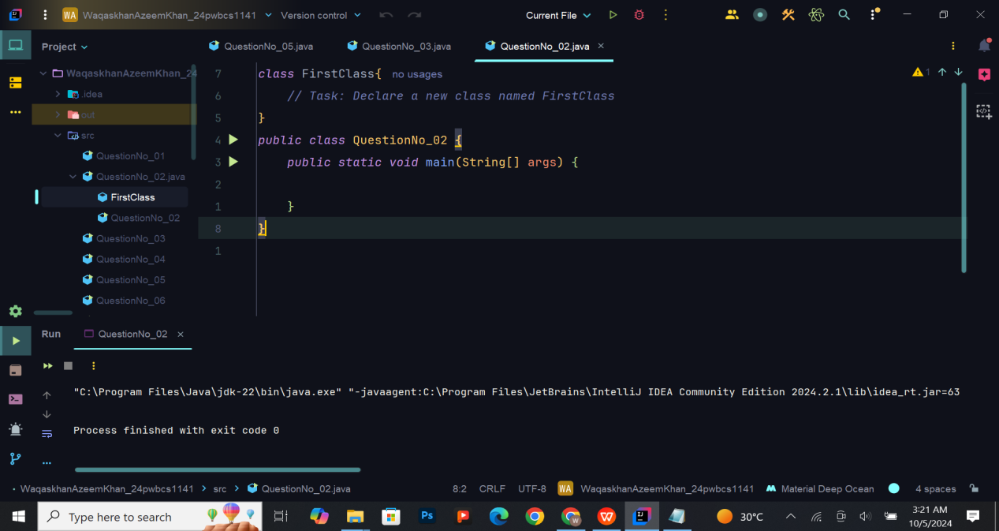 WA WaqaskhanAzeemKhan_24pwbcs1141 Version control Current File
Project QuestionNo_05.java QuestionNo_03.java QuestionNo_02.java
WaqaskhanAzeemKhan_24
.idea
out
src
QuestionNo_01
QuestionNo_02.java
FirstClass
QuestionNo_02
QuestionNo_03
QuestionNo_04
QuestionNo_05
QuestionNo_06
1
7 class FirstClass{ no usages
6 // Task: Declare a new class named FirstClass
5 }
4 public class QuestionNo_02 {
3 public static void main(String[] args) {
2
1 }
8 }
1
Run QuestionNo_02
"C:\Program Files\Java\jdk-22\bin\java.exe" "-javaagent:C:\Program Files\JetBrains\IntelliJ IDEA Community Edition 2024.2.1\lib\idea_rt.jar=63
Process finished with exit code 0
WaqaskhanAzeemKhan_24pwbcs1141 > src > QuestionNo_02.java 8:2 CRLF UTF-8 WA WaqaskhanAzeemKhan_24pwbcs1141 Material Deep Ocean 4 spaces
Type here to search Ps W 30°C 3:21 AM
10/5/2024